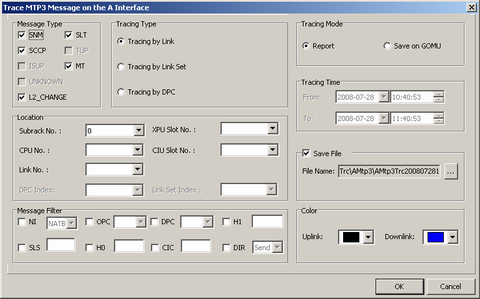 Trace MTP3 Message on the A Interface
Message Type
SNM
SLT
SCCP
TUP
ISUP
MT
UNKNOWN
L2_CHANGE
Tracing Type
Tracing by Link
Tracing by Link Set
Tracing by DPC
Tracing Mode
Report
Save on GOMU
Tracing Time
From: 2008-07-28 10:40:53
To: 2008-07-28 11:40:53
Location
Subrack No. : 0
XPU Slot No. :
CPU No. :
CIU Slot No. :
Link No. :
DPC Index:
Link Set Index :
Save File
File Name: Trc\AMtp3\AMtp3Trc200807281 ...
Message Filter
NI NATB OPC DPC H1
SLS H0 CIC DIR Send
Color
Uplink:
Downlink:
OK
Cancel